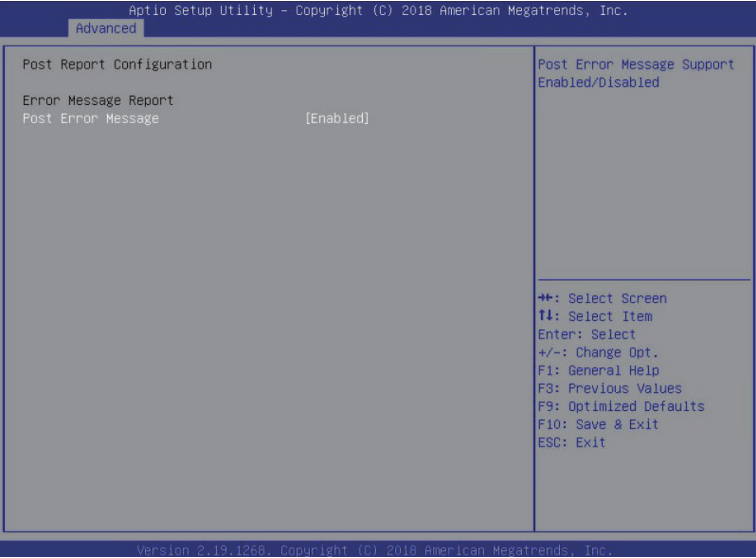 Aptio Setup Utility – Copyright (C) 2018 American Megatrends, Inc.
Advanced
Post Report Configuration
Error Message Report
Post Error Message [Enabled]
Post Error Message Support
Enabled/Disabled
→←: Select Screen
↑↓: Select Item
Enter: Select
+/-: Change Opt.
F1: General Help
F3: Previous Values
F9: Optimized Defaults
F10: Save & Exit
ESC: Exit
Version 2.19.1268. Copyright (C) 2018 American Megatrends, Inc.